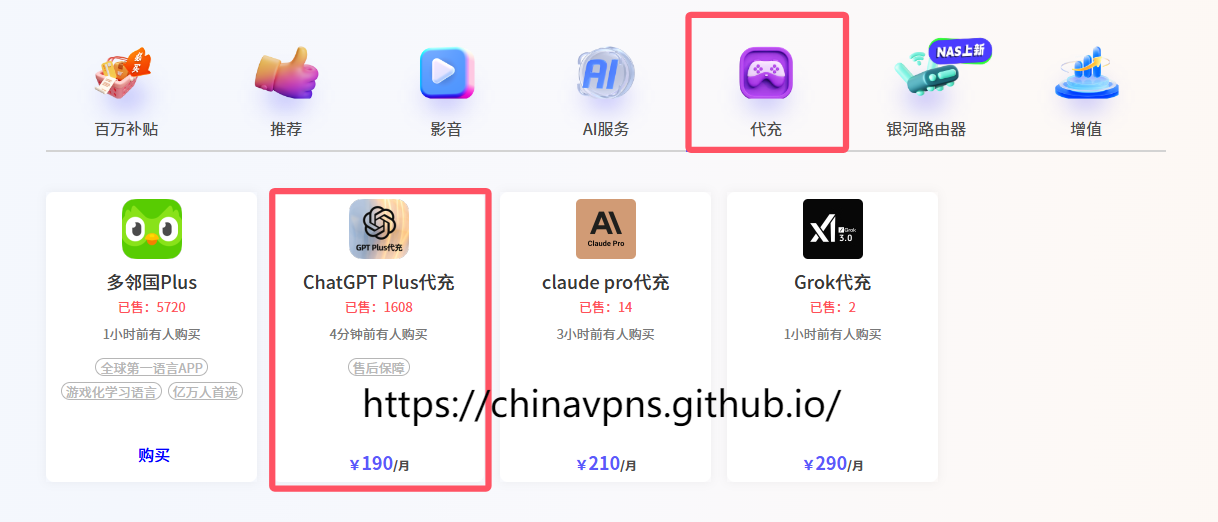 必买
NAS上新
AI
百万补贴
推荐
影音
AI服务
代充
银河路由器
增值
GPT Plus代充
A\
Claude Pro
Grok
3.0
多邻国Plus
已售：5720
1小时前有人购买
全球第一语言APP
游戏化学习语言
亿万人首选
购买
ChatGPT Plus代充
已售：1608
4分钟前有人购买
售后保障
￥190/月
claude pro代充
已售：14
3小时前有人购买
￥210/月
Grok代充
已售：2
1小时前有人购买
￥290/月
https://chinavpns.github.io/